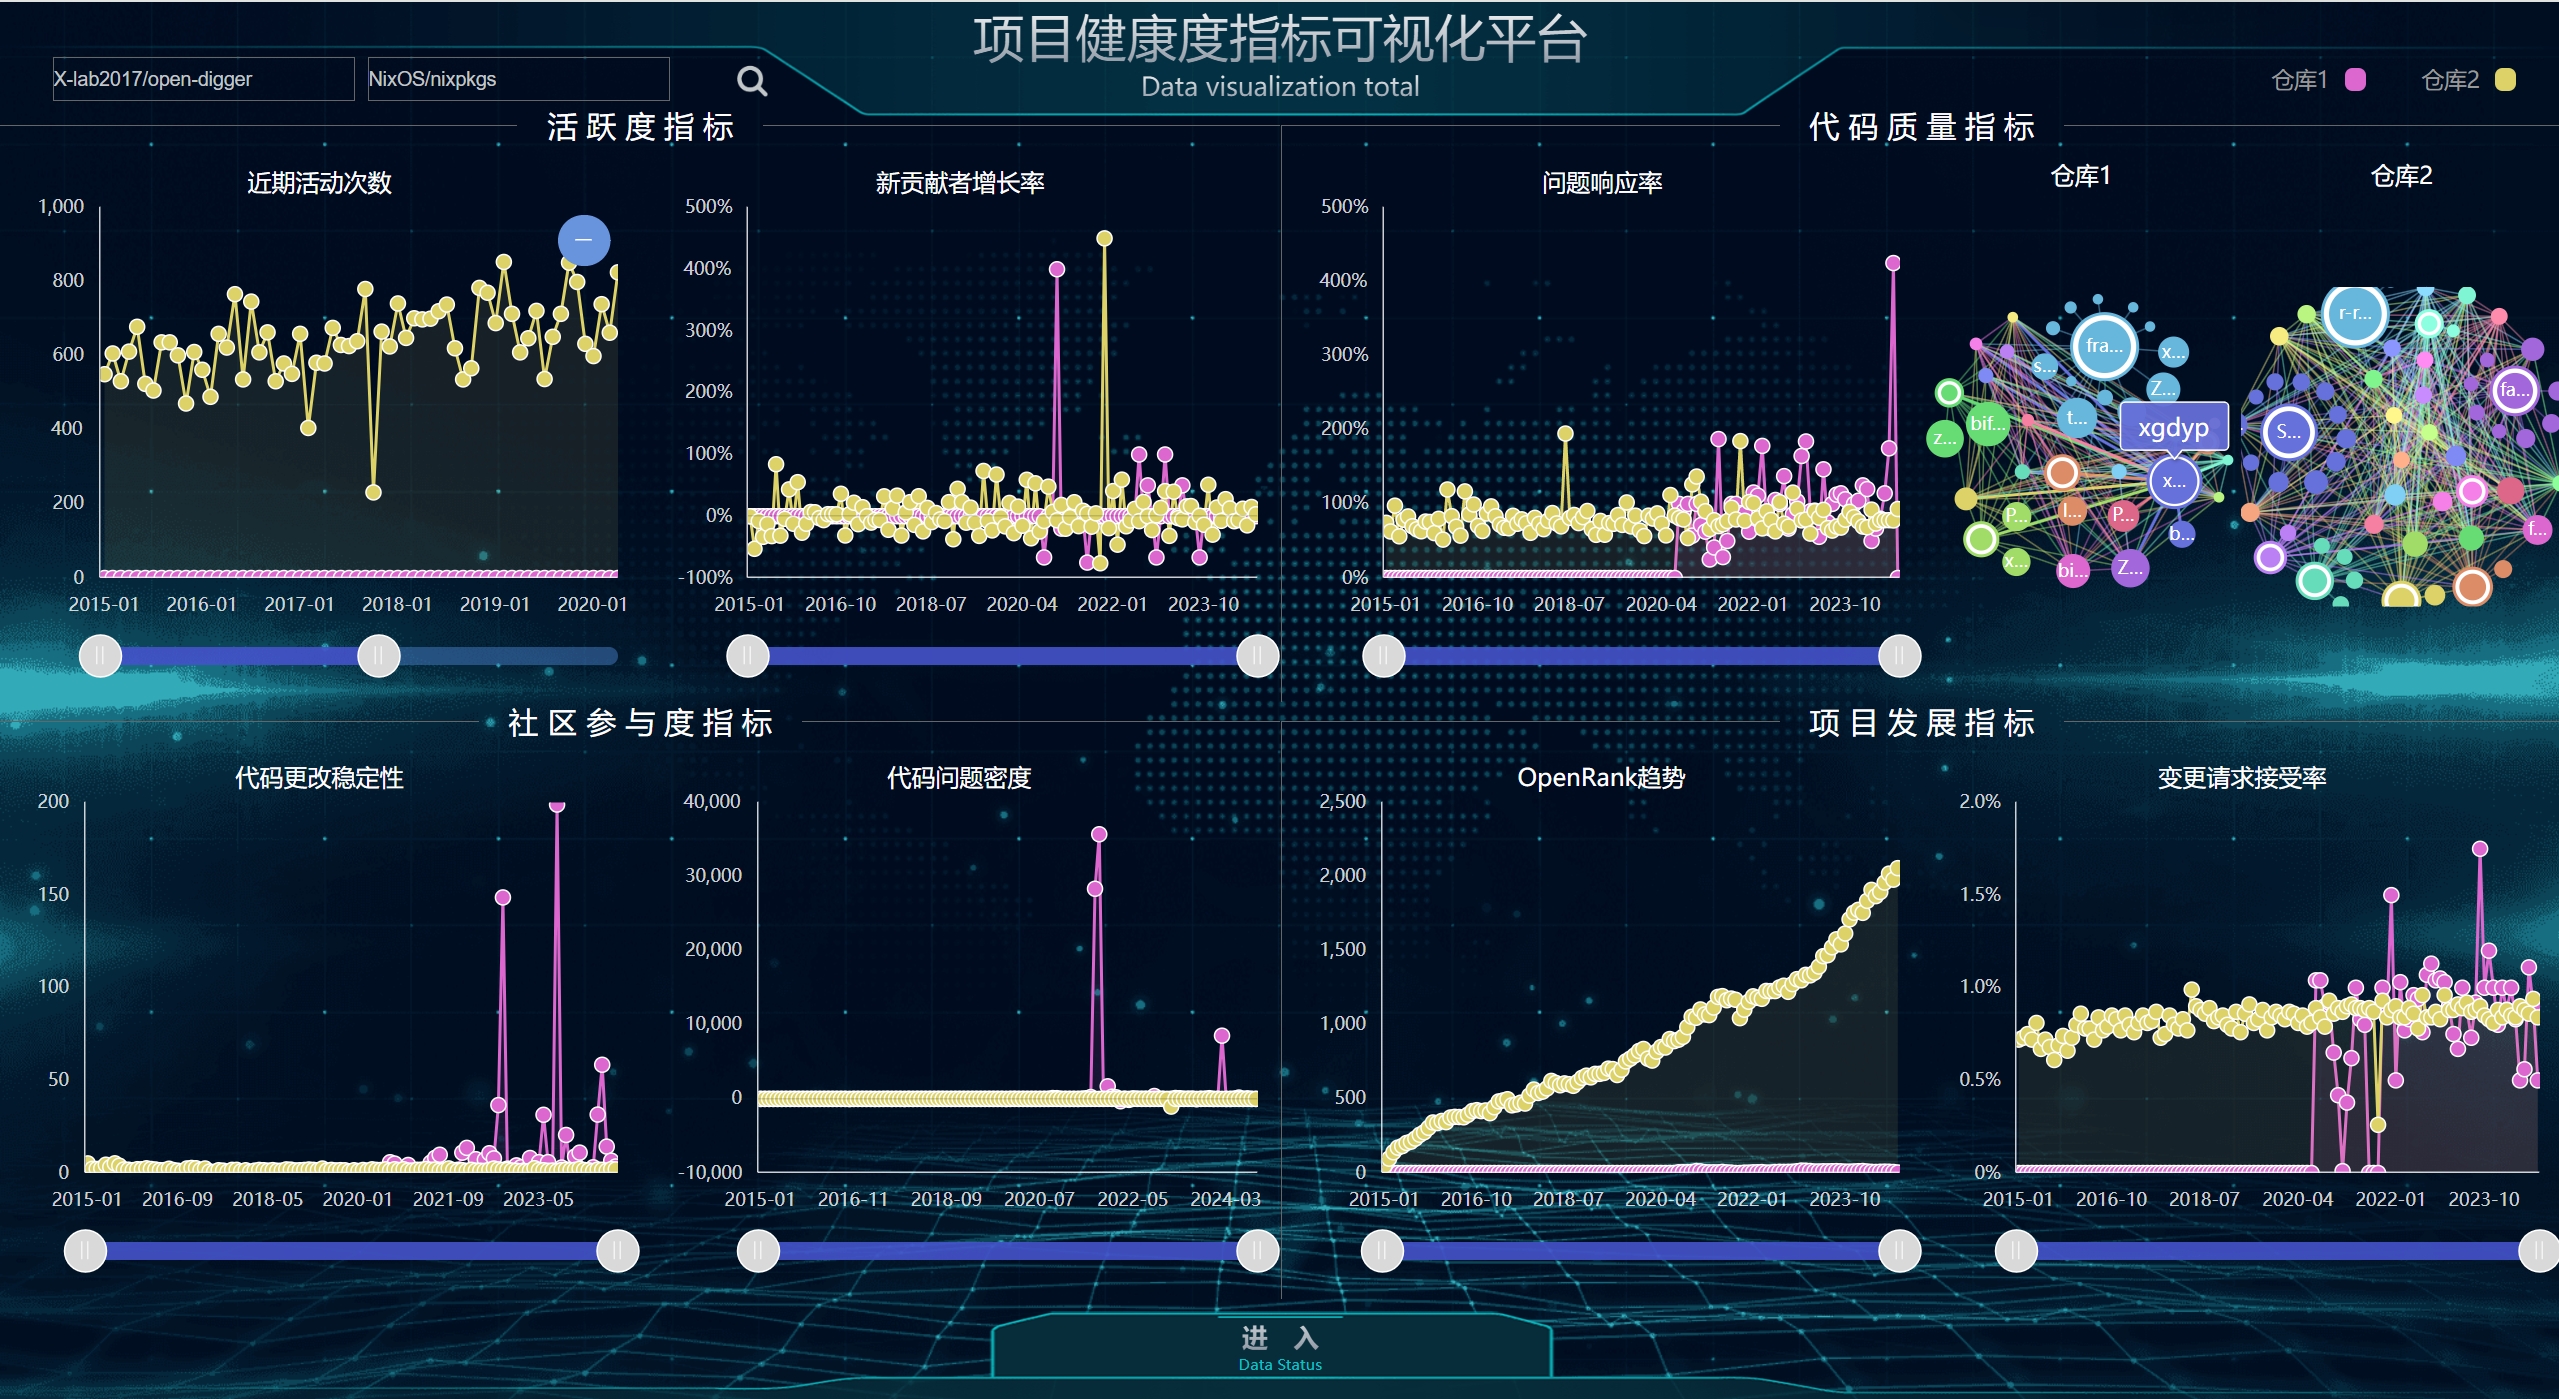 项目健康度指标可视化平台
Data visualization total
X-lab2017/open-digger
NixOS/nixpkgs
仓库1
仓库2
活跃度指标
近期活动次数
1,000
800
600
400
200
0
2015-01 2016-01 2017-01 2018-01 2019-01 2020-01
新贡献者增长率
500%
400%
300%
200%
100%
0%
-100%
2015-01 2016-10 2018-07 2020-04 2022-01 2023-10
代码质量指标
问题响应率
500%
400%
300%
200%
100%
0%
2015-01 2016-10 2018-07 2020-04 2022-01 2023-10
仓库1
fra...
x...
s...
Z...
t...
bif...
z...
xgdyp
x...
P...
l...
P...
b...
x...
bi...
Z...
仓库2
r-r...
fa...
S...
f...
社区参与度指标
代码更改稳定性
200
150
100
50
0
2015-01 2016-09 2018-05 2020-01 2021-09 2023-05
代码问题密度
40,000
30,000
20,000
10,000
0
-10,000
2015-01 2016-11 2018-09 2020-07 2022-05 2024-03
项目发展指标
OpenRank趋势
2,500
2,000
1,500
1,000
500
0
2015-01 2016-10 2018-07 2020-04 2022-01 2023-10
变更请求接受率
2.0%
1.5%
1.0%
0.5%
0%
2015-01 2016-10 2018-07 2020-04 2022-01 2023-10
进 入
Data Status